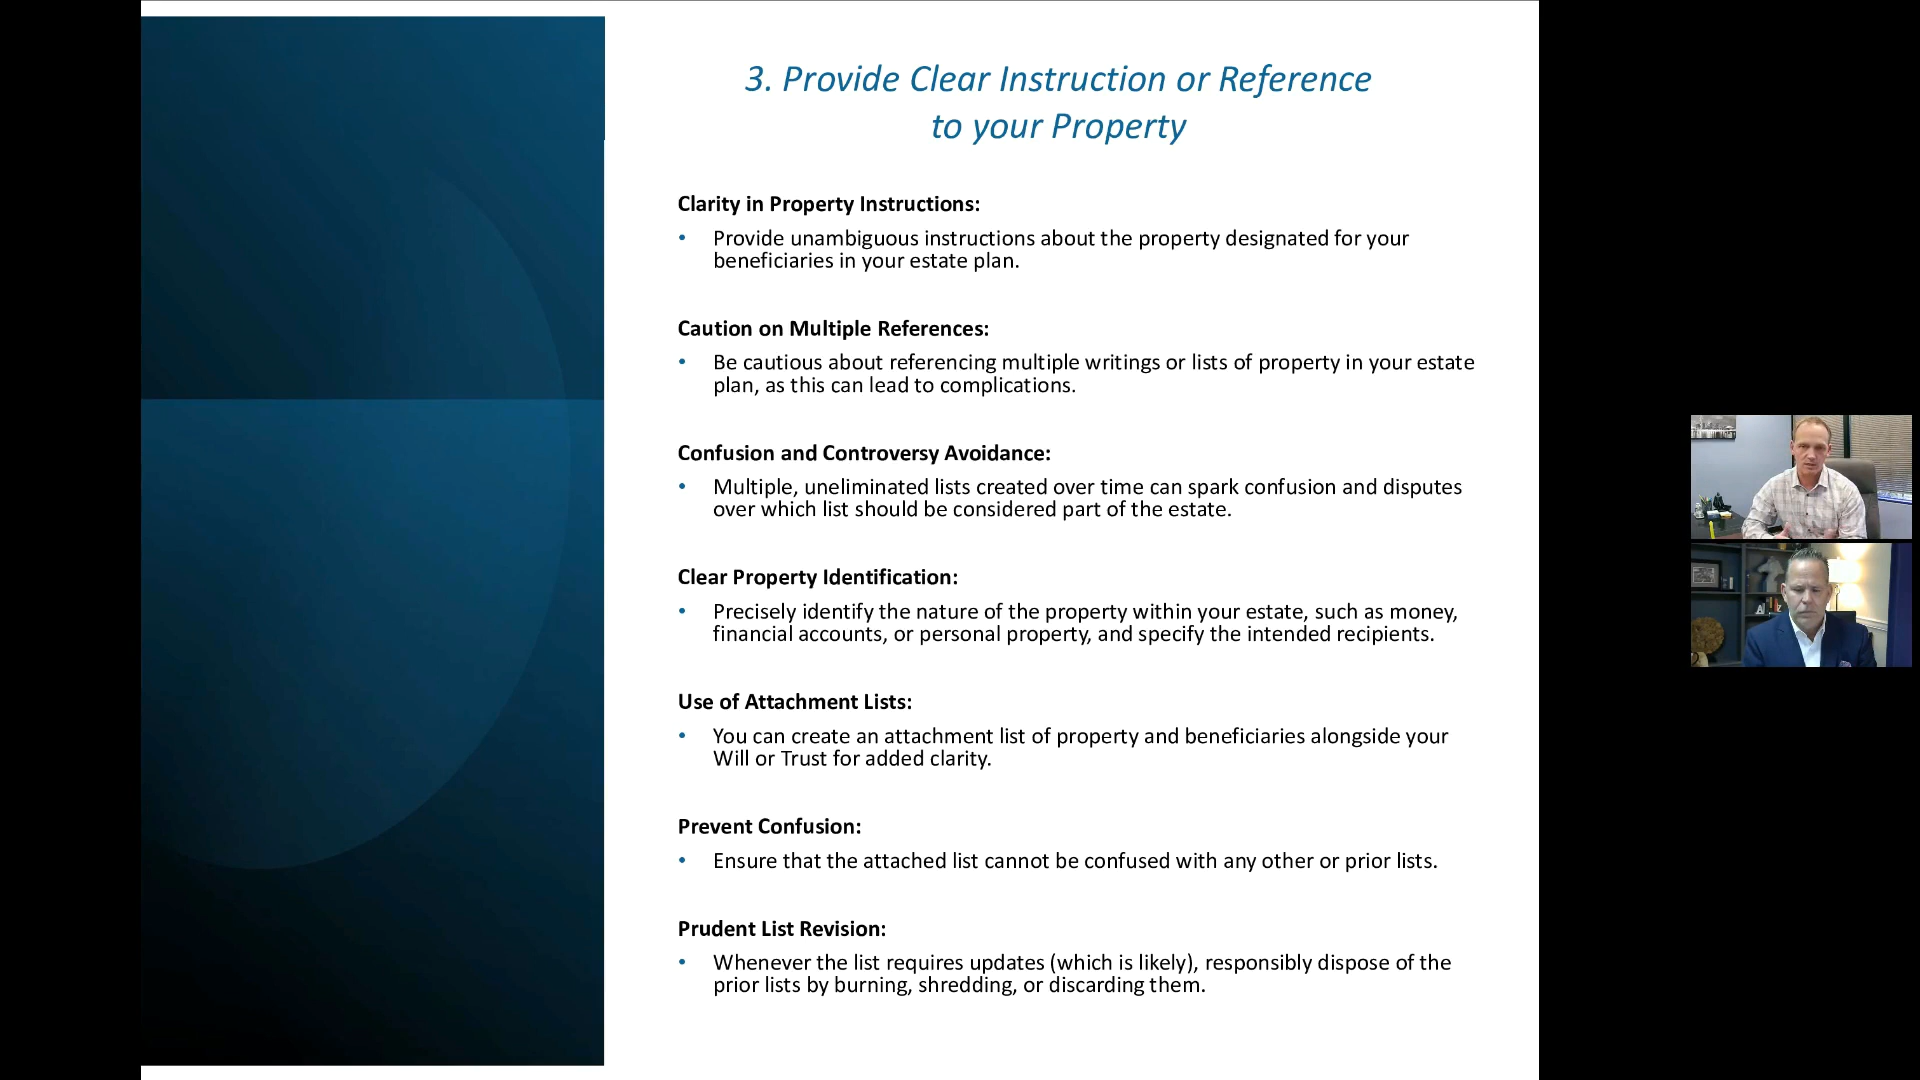 3. Provide Clear Instruction or Reference
to your Property
Clarity in Property Instructions:
• Provide unambiguous instructions about the property designated for your
beneficiaries in your estate plan.
Caution on Multiple References:
• Be cautious about referencing multiple writings or lists of property in your estate
plan, as this can lead to complications.
Confusion and Controversy Avoidance:
• Multiple, uneliminated lists created over time can spark confusion and disputes
over which list should be considered part of the estate.
Clear Property Identification:
• Precisely identify the nature of the property within your estate, such as money,
financial accounts, or personal property, and specify the intended recipients.
Use of Attachment Lists:
• You can create an attachment list of property and beneficiaries alongside your
Will or Trust for added clarity.
Prevent Confusion:
• Ensure that the attached list cannot be confused with any other or prior lists.
Prudent List Revision:
• Whenever the list requires updates (which is likely), responsibly dispose of the
prior lists by burning, shredding, or discarding them.